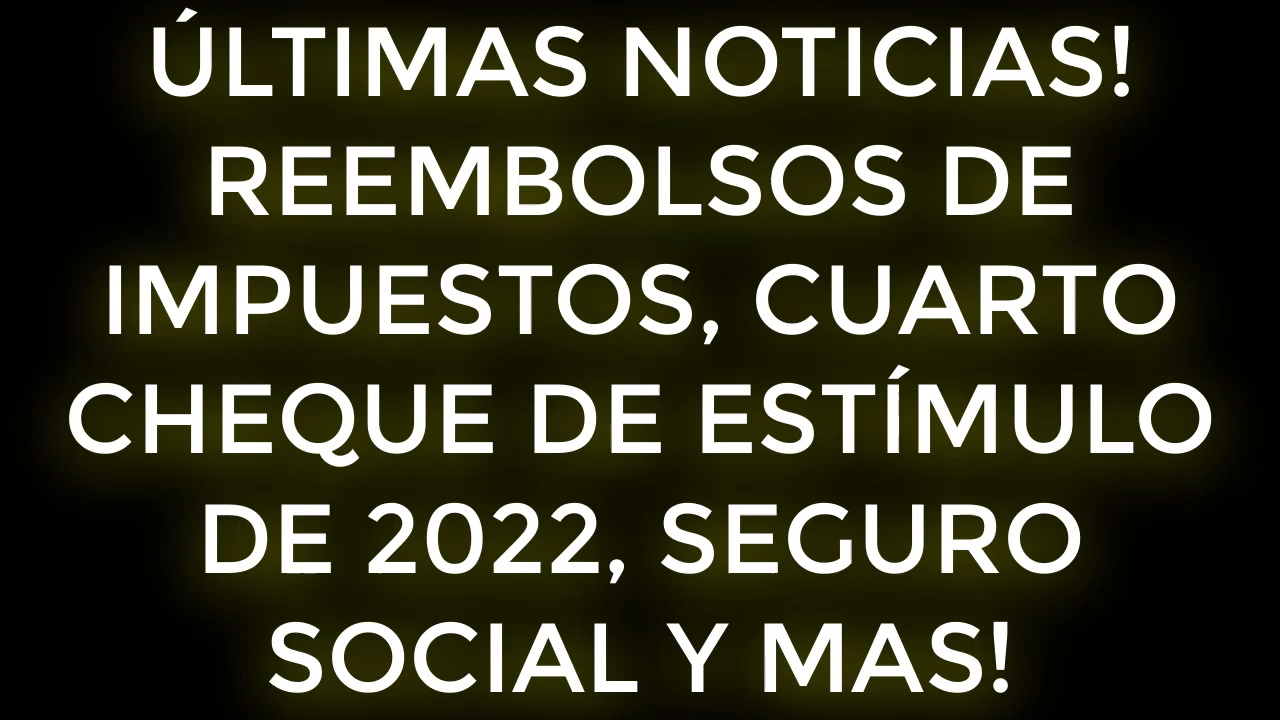 ÚLTIMAS NOTICIAS!
REEMBOLSOS DE
IMPUESTOS, CUARTO
CHEQUE DE ESTÍMULO
DE 2022, SEGURO
SOCIAL Y MAS!